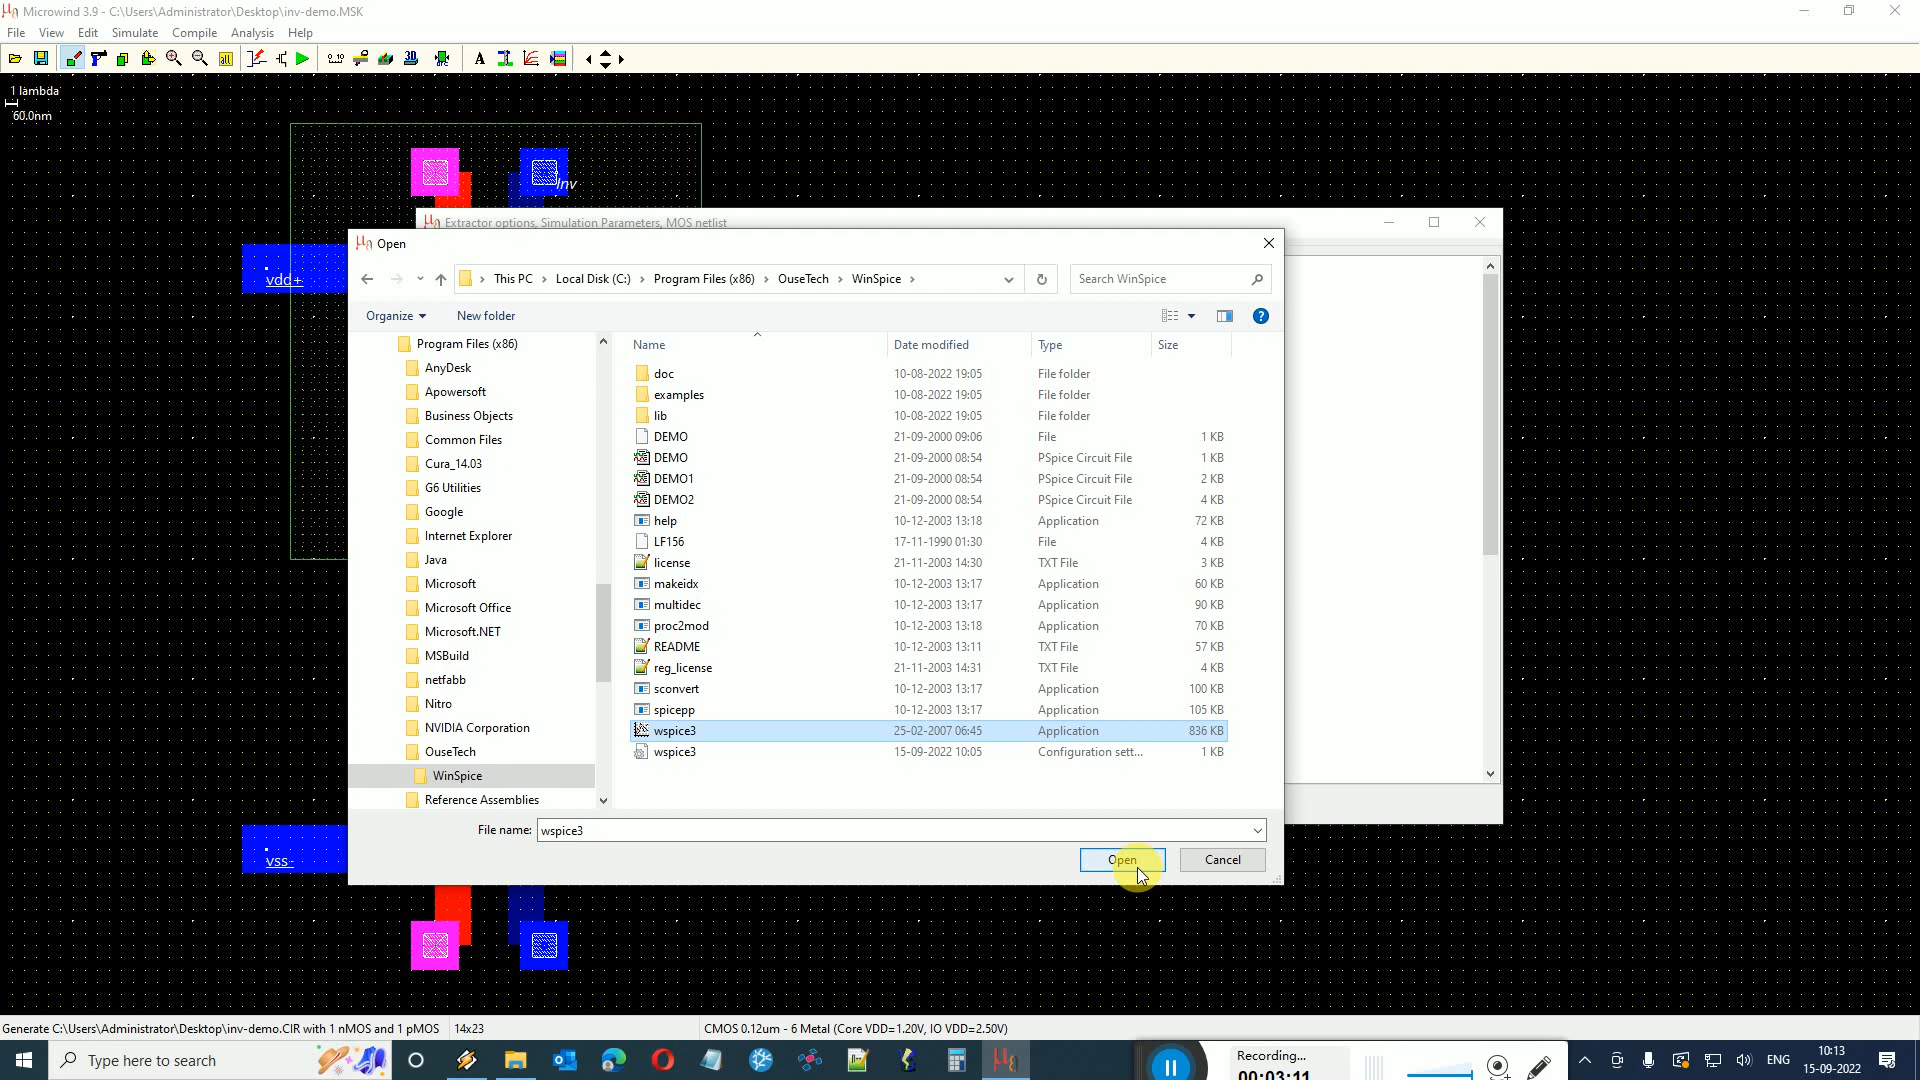 Microwind 3.9 - C:\Users\Administrator\Desktop\inv-demo.MSK
File View Edit Simulate Compile Analysis Help
1 lambda
60.0nm
Inv
vdd+
vss-
Extractor options, Simulation Parameters, MOS netlist
Open
This PC › Local Disk (C:) › Program Files (x86) › OuseTech › WinSpice ›
Search WinSpice
Organize
New folder
Program Files (x86)
AnyDesk
Apowersoft
Business Objects
Common Files
Cura_14.03
G6 Utilities
Google
Internet Explorer
Java
Microsoft
Microsoft Office
Microsoft.NET
MSBuild
netfabb
Nitro
NVIDIA Corporation
OuseTech
WinSpice
Reference Assemblies
Name Date modified Type Size
doc 10-08-2022 19:05 File folder
examples 10-08-2022 19:05 File folder
lib 10-08-2022 19:05 File folder
DEMO 21-09-2000 09:06 File 1 KB
DEMO 21-09-2000 08:54 PSpice Circuit File 1 KB
DEMO1 21-09-2000 08:54 PSpice Circuit File 2 KB
DEMO2 21-09-2000 08:54 PSpice Circuit File 4 KB
help 10-12-2003 13:18 Application 72 KB
LF156 17-11-1990 01:30 File 4 KB
license 21-11-2003 14:30 TXT File 3 KB
makeidx 10-12-2003 13:17 Application 60 KB
multidec 10-12-2003 13:17 Application 90 KB
proc2mod 10-12-2003 13:18 Application 70 KB
README 10-12-2003 13:11 TXT File 57 KB
reg_license 21-11-2003 14:31 TXT File 4 KB
sconvert 10-12-2003 13:17 Application 100 KB
spicepp 10-12-2003 13:17 Application 105 KB
wspice3 25-02-2007 06:45 Application 836 KB
wspice3 15-09-2022 10:05 Configuration sett... 1 KB
File name: wspice3
Open
Cancel
Generate C:\Users\Administrator\Desktop\inv-demo.CIR with 1 nMOS and 1 pMOS 14x23 CMOS 0.12um - 6 Metal (Core VDD=1.20V, IO VDD=2.50V)
Type here to search
Recording...
00:03:11
ENG
10:13
15-09-2022